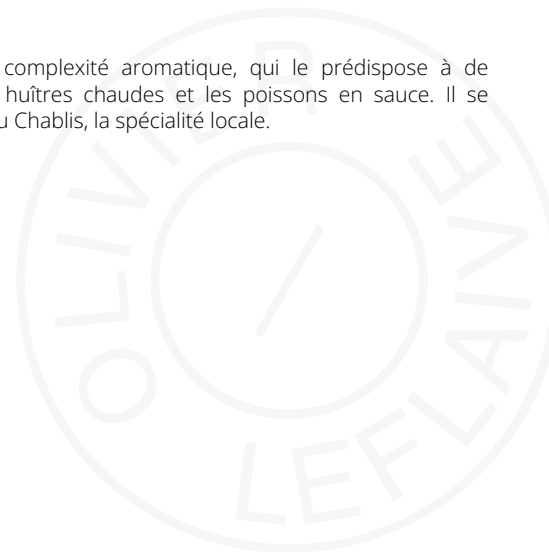 complexité aromatique, qui le prédispose à de
huîtres chaudes et les poissons en sauce. Il se
u Chablis, la spécialité locale.
OLIVIER
LEFLAIVE